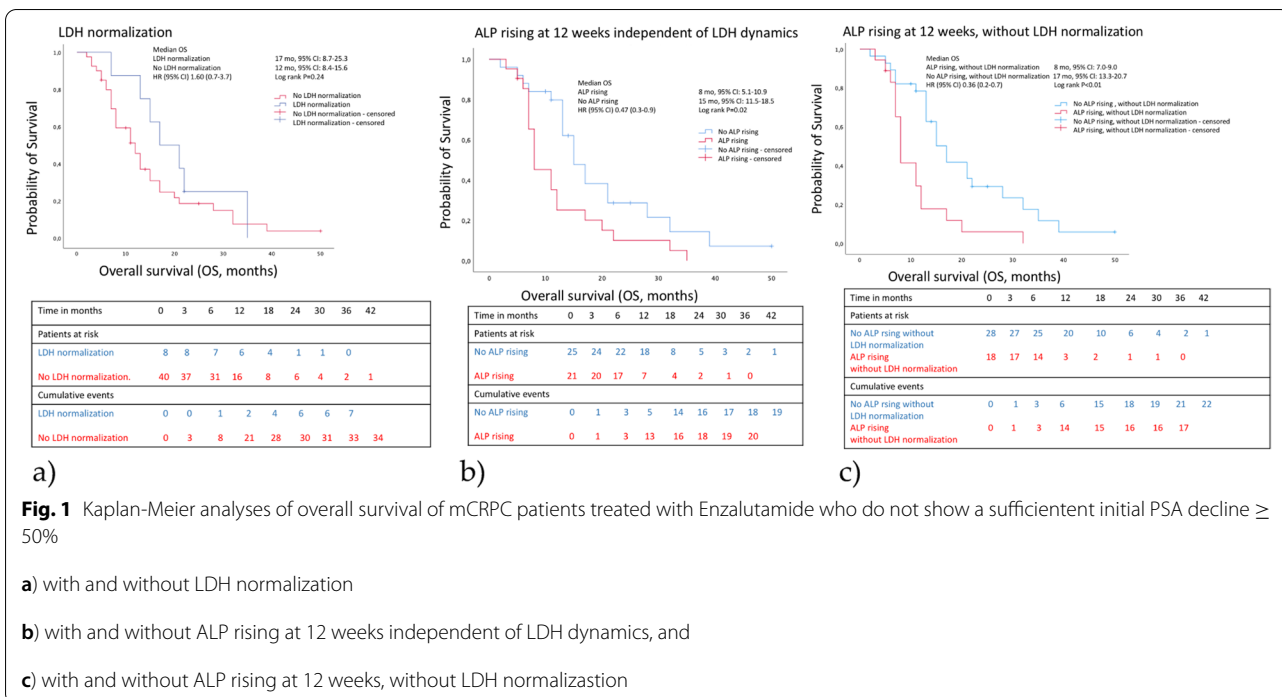 LDH normalization
Median OS
LDH normalization 17 mo, 95% CI: 8.7-25.3
No LDH normalization 12 mo, 95% CI: 8.4-15.6
HR (95% CI) 1.60 (0.7-3.7) Log rank P=0.24
No LDH normalization
LDH normalization
No LDH normalization - censored
LDH normalization - censored
Probability of Survival
1,0
0,8
0,6
0,4
0,2
0,0
0 10 20 30 40 50
Overall survival (OS, months)
Time in months 0 3 6 12 18 24 30 36 42
Patients at risk
LDH normalization 8 8 7 6 4 1 1 0
No LDH normalization. 40 37 31 16 8 6 4 2 1
Cumulative events
LDH normalization 0 0 1 2 4 6 6 7
No LDH normalization 0 3 8 21 28 30 31 33 34
a)
ALP rising at 12 weeks independent of LDH dynamics
Median OS
ALP rising 8 mo, 95% CI: 5.1-10.9
No ALP rising 15 mo, 95% CI: 11.5-18.5
HR (95% CI) 0.47 (0.3-0.9) Log rank P=0.02
No ALP rising
ALP rising
No ALP rising - censored
ALP rising - censored
Probability of Survival
1,0
0,8
0,6
0,4
0,2
0,0
0 10 20 30 40 50
Overall survival (OS, months)
Time in months 0 3 6 12 18 24 30 36 42
Patients at risk
No ALP rising 25 24 22 18 8 5 3 2 1
ALP rising 21 20 17 7 4 2 1 0
Cumulative events
No ALP rising 0 1 3 5 14 16 17 18 19
ALP rising 0 1 3 13 16 18 19 20
b)
ALP rising at 12 weeks, without LDH normalization
Median OS
ALP rising, without LDH normalization 8 mo, 95% CI: 7.0-9.0
No ALP rising, without LDH normalization 17 mo, 95% CI: 13.3-20.7
HR (95% CI) 0.36 (0.2-0.7) Log rank P<0.01
No ALP rising , without LDH normalization
ALP rising, without LDH normalization
No ALP rising, without LDH normalization - censored
ALP rising, without LDH normalization - censored
Probability of Survival
1,0
0,8
0,6
0,4
0,2
0,0
0 10 20 30 40 50
Overall survival (OS, months)
Time in months 0 3 6 12 18 24 30 36 42
Patients at risk
No ALP rsing without 28 27 25 20 10 6 4 2 1
LDH normalization
ALP rising 18 17 14 3 2 1 1 0
without LDH normalization
Cumulative events
No ALP rising without 0 1 3 6 15 18 19 21 22
LDH normalization
ALP rising 0 1 3 14 15 16 16 17
without LDH normalization
c)
Fig. 1 Kaplan-Meier analyses of overall survival of mCRPC patients treated with Enzalutamide who do not show a sufficientent initial PSA decline ≥
50%
a) with and without LDH normalization
b) with and without ALP rising at 12 weeks independent of LDH dynamics, and
c) with and without ALP rising at 12 weeks, without LDH normalizastion